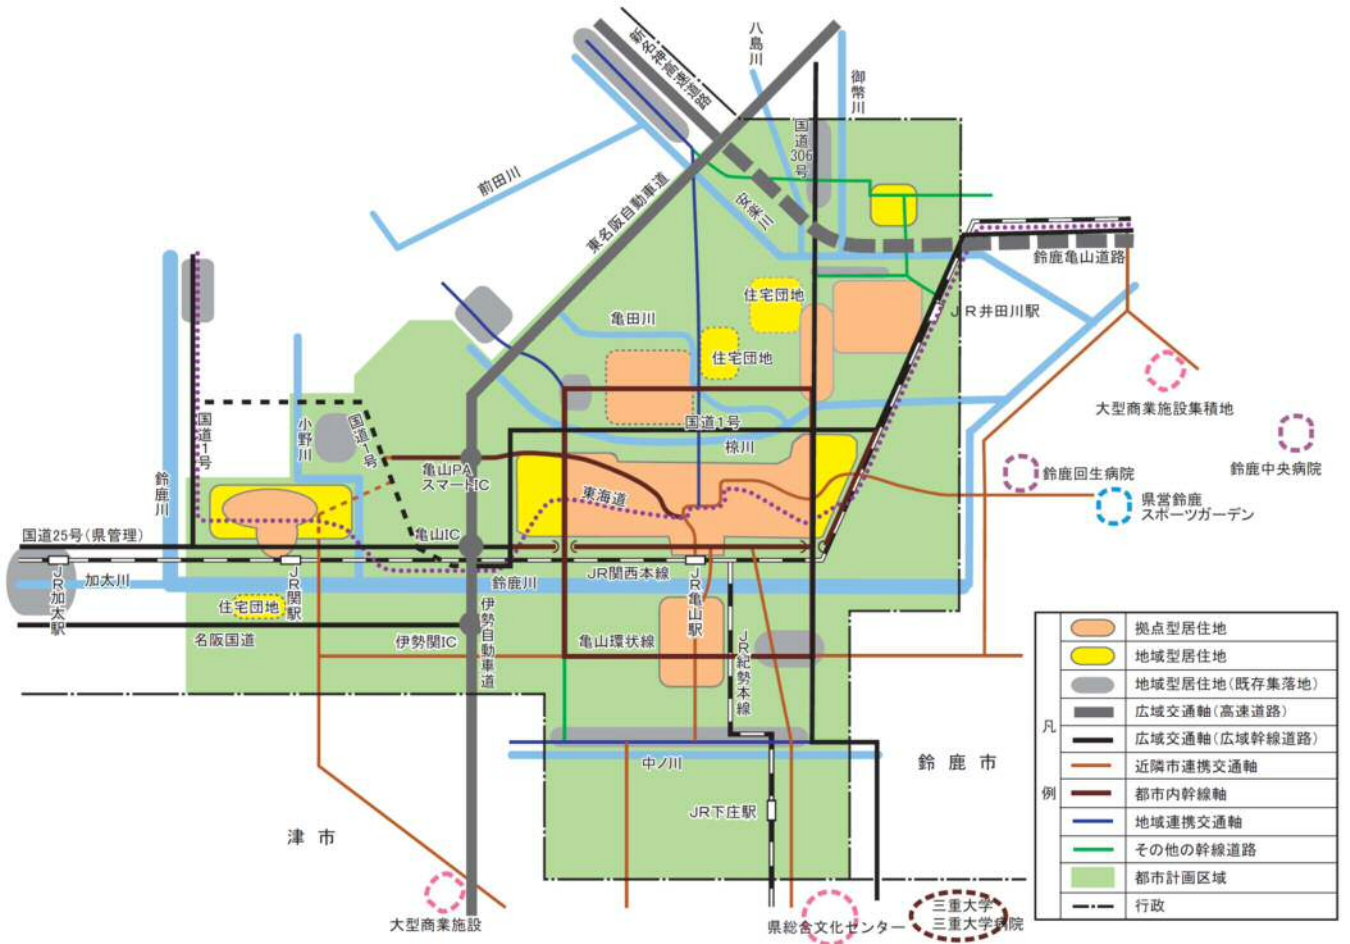 新名神高速道路
八島川
御幣川
国道306号
前田川
東名阪自動車道
安楽川
鈴鹿亀山道路
住宅団地
亀田川
JR井田川駅
住宅団地
大型商業施設集積地
国道1号
小野川
国道1号
国道1号
椋川
鈴鹿中央病院
鈴鹿回生病院
亀山PA
スマートIC
鈴鹿川
東海道
県営鈴鹿
スポーツガーデン
国道25号(県管理)
亀山IC
JR加太駅
加太川
JR関駅
鈴鹿川
JR関西本線
JR亀山駅
住宅団地
名阪国道
伊勢関IC
伊勢自動車道
亀山環状線
JR紀勢本線
中ノ川
鈴鹿市
JR下庄駅
津市
大型商業施設
県総合文化センター
三重大学
三重大学病院
凡例
拠点型居住地
地域型居住地
地域型居住地(既存集落地)
広域交通軸(高速道路)
広域交通軸(広域幹線道路)
近隣市連携交通軸
都市内幹線軸
地域連携交通軸
その他の幹線道路
都市計画区域
行政